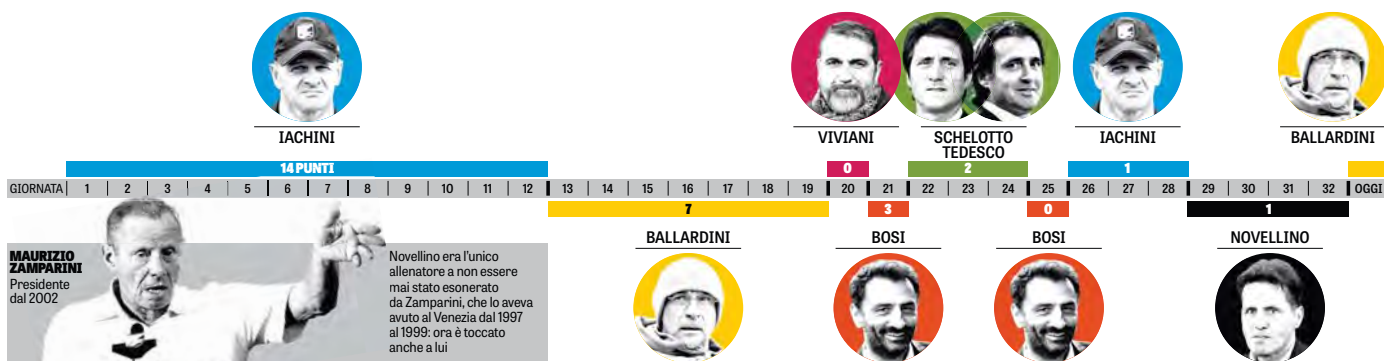 IACHINI
VIVIANI
SCHELOTTO
TEDESCO
IACHINI
BALLARDINI
14 PUNTI
0
2
1
GIORNATA 1 2 3 4 5 6 7 8 9 10 11 12 13 14 15 16 17 18 19 20 21 22 23 24 25 26 27 28 29 30 31 32 OGGI
7
3
0
1
BALLARDINI
BOSI
BOSI
NOVELLINO
MAURIZIO
ZAMPARINI
Presidente
dal 2002
Novellino era l'unico
allenatore a non essere
mai stato esonerato
da Zamparini, che lo aveva
avuto al Venezia dal 1997
al 1999: ora è toccato
anche a lui